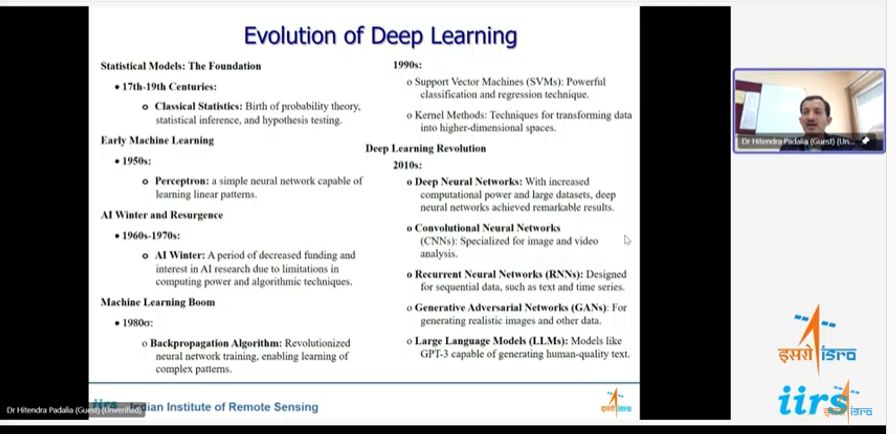 Evolution of Deep Learning
Statistical Models: The Foundation
• 17th-19th Centuries:
o Classical Statistics: Birth of probability theory,
statistical inference, and hypothesis testing.
Early Machine Learning
• 1950s:
o Perceptron: a simple neural network capable of
learning linear patterns.
AI Winter and Resurgence
• 1960s-1970s:
o AI Winter: A period of decreased funding and
interest in AI research due to limitations in
computing power and algorithmic techniques.
Machine Learning Boom
• 1980σ:
o Backpropagation Algorithm: Revolutionized
neural network training, enabling learning of
complex patterns.
1990s:
o Support Vector Machines (SVMs): Powerful
classification and regression technique.
o Kernel Methods: Techniques for transforming data
into higher-dimensional spaces.
Deep Learning Revolution
2010s:
o Deep Neural Networks: With increased
computational power and large datasets, deep
neural networks achieved remarkable results.
o Convolutional Neural Networks
(CNNs): Specialized for image and video
analysis.
o Recurrent Neural Networks (RNNs): Designed
for sequential data, such as text and time series.
o Generative Adversarial Networks (GANs): For
generating realistic images and other data.
o Large Language Models (LLMs): Models like
GPT-3 capable of generating human-quality text.
Dr Hitendra Padalia (Guest) (Unverified)
dian Institute of Remote Sensing
इसरो isro
Dr Hitendra Padalia (Guest) (Un...
इसरो isro
iirs
इसरो isro